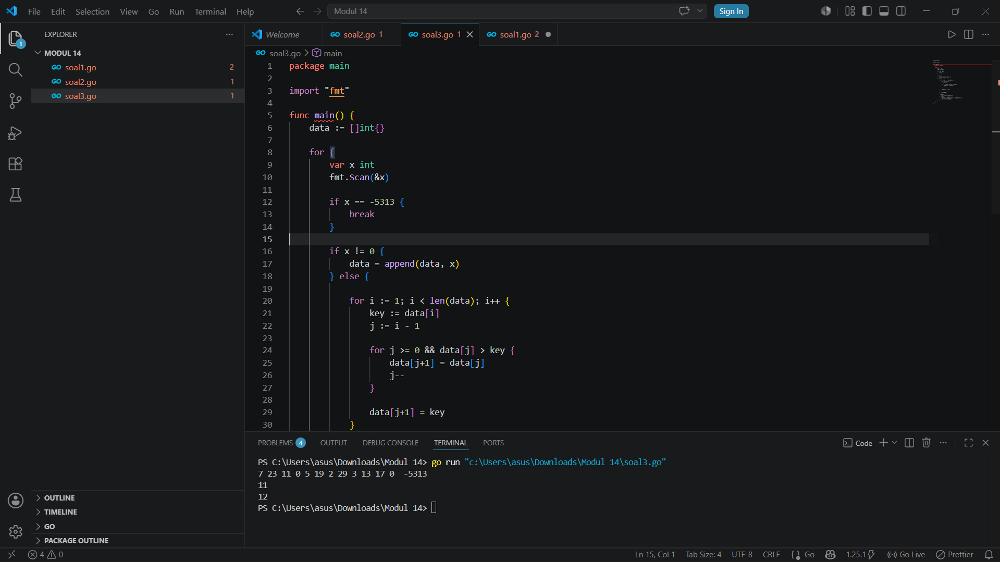 File Edit Selection View Go Run Terminal Help
Modul 14
Sign In
EXPLORER
1
MODUL 14
soal1.go 2
soal2.go 1
soal3.go 1
OUTLINE
TIMELINE
GO
PACKAGE OUTLINE
Welcome
GO soal2.go 1
GO soal3.go 1
GO soal1.go 2
GO soal3.go > main
1 package main
2
3 import "fmt"
4
5 func main() {
6 data := []int{}
7
8 for {
9 var x int
10 fmt.Scan(&x)
11
12 if x == -5313 {
13 break
14 }
15
16 if x != 0 {
17 data = append(data, x)
18 } else {
19
20 for i := 1; i < len(data); i++ {
21 key := data[i]
22 j := i - 1
23
24 for j >= 0 && data[j] > key {
25 data[j+1] = data[j]
26 j--
27 }
28
29 data[j+1] = key
30 }
PROBLEMS 4 OUTPUT DEBUG CONSOLE TERMINAL PORTS
Code
PS C:\Users\asus\Downloads\Modul 14> go run "c:\Users\asus\Downloads\Modul 14\soal3.go"
7 23 11 0 5 19 2 29 3 13 17 0  -5313
11
12
PS C:\Users\asus\Downloads\Modul 14>
4 0
Ln 15, Col 1 Tab Size: 4 UTF-8 CRLF Go 1.25.1 Go Live Prettier